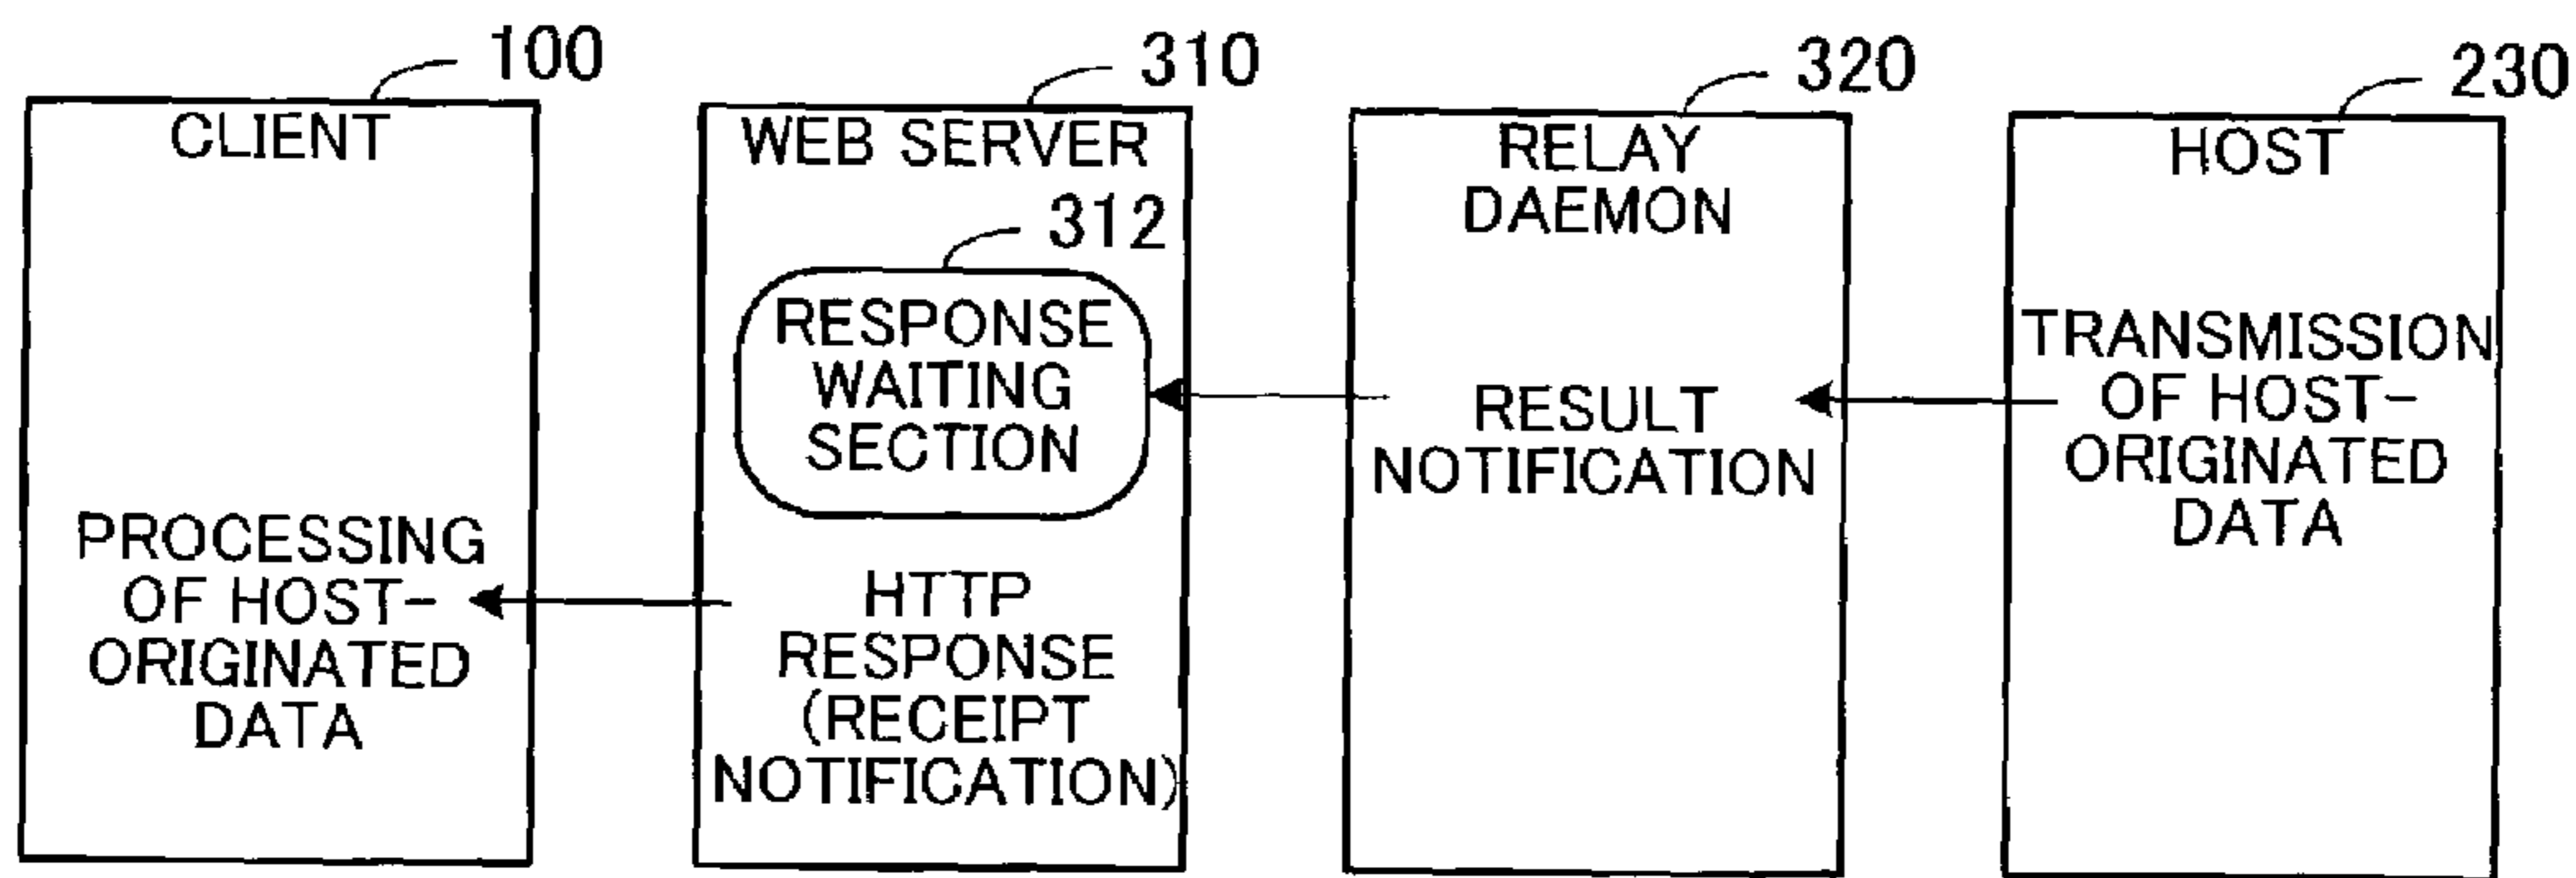 100
310
320
230
CLIENT
WEB SERVER
RELAY
DAEMON
HOST
312
RESPONSE
WAITING
SECTION
RESULT
NOTIFICATION
TRANSMISSION
OF HOST-
ORIGINATED
DATA
PROCESSING
OF HOST-
ORIGINATED
DATA
HTTP
RESPONSE
(RECEIPT
NOTIFICATION)